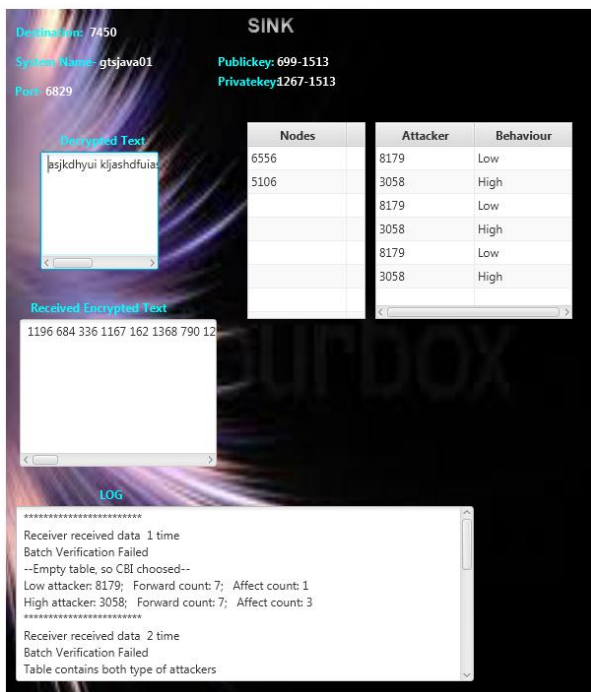 SINK
Destination: 7450
System Name- gtsjava01
Port- 6829
Publickey: 699-1513
Privatekey:1267-1513
Decrypted Text
asjkdhyui kljashdfuias
Nodes
6556
5106
Attacker Behaviour
8179 Low
3058 High
8179 Low
3058 High
8179 Low
3058 High
Received Encrypted Text
1196 684 336 1167 162 1368 790 12
LOG
************************
Receiver received data 1 time
Batch Verification Failed
--Empty table, so CBI choosed--
Low attacker: 8179; Forward count: 7; Affect count: 1
High attacker: 3058; Forward count: 7; Affect count: 3
************************
Receiver received data 2 time
Batch Verification Failed
Table contains both type of attackers